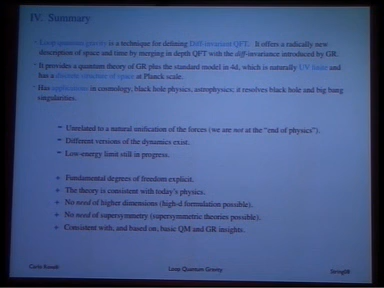 IV. Summary
· Loop quantum gravity is a technique for defining Diff-invariant QFT. It offers a radically new
description of space and time by merging in depth QFT with the diff-invariance introduced by GR.
· It provides a quantum theory of GR plus the standard model in 4d, which is naturally UV finite and
has a discrete structure of space at Planck scale.
· Has applications in cosmology, black hole physics, astrophysics; it resolves black hole and big bang
singularities.
- Unrelated to a natural unification of the forces (we are not at the "end of physics").
- Different versions of the dynamics exist.
- Low-energy limit still in progress.
+ Fundamental degrees of freedom explicit.
+ The theory is consistent with today's physics.
+ No need of higher dimensions (high-d formulation possible).
+ No need of supersymmetry (supersymmetric theories possible).
+ Consistent with, and based on, basic QM and GR insights.
Carlo Rovelli Loop Quantum Gravity Strings08